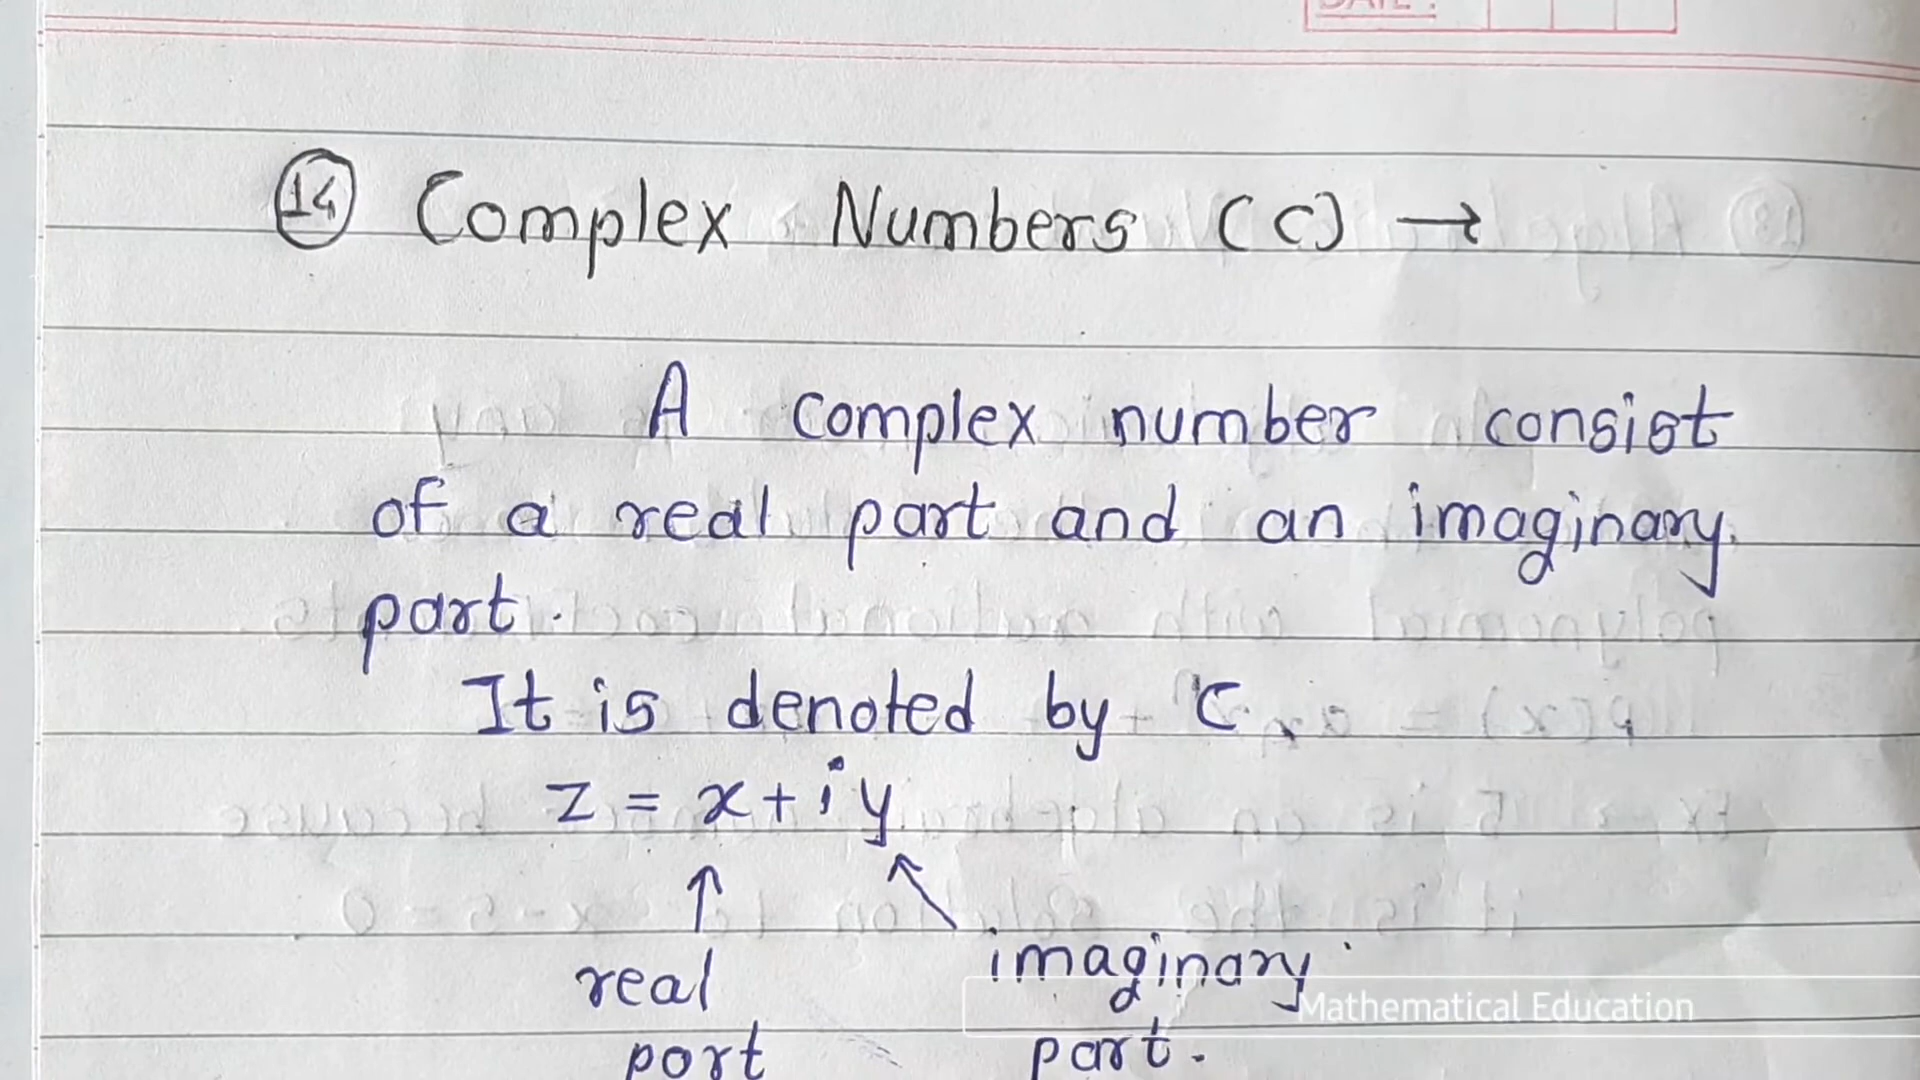 DATE :
14 Complex Numbers (C) →
A complex number consist
of a real part and an imaginary
part.
It is denoted by C
z = x + iy
↑ ↖
real imaginary
part part.
Mathematical Education